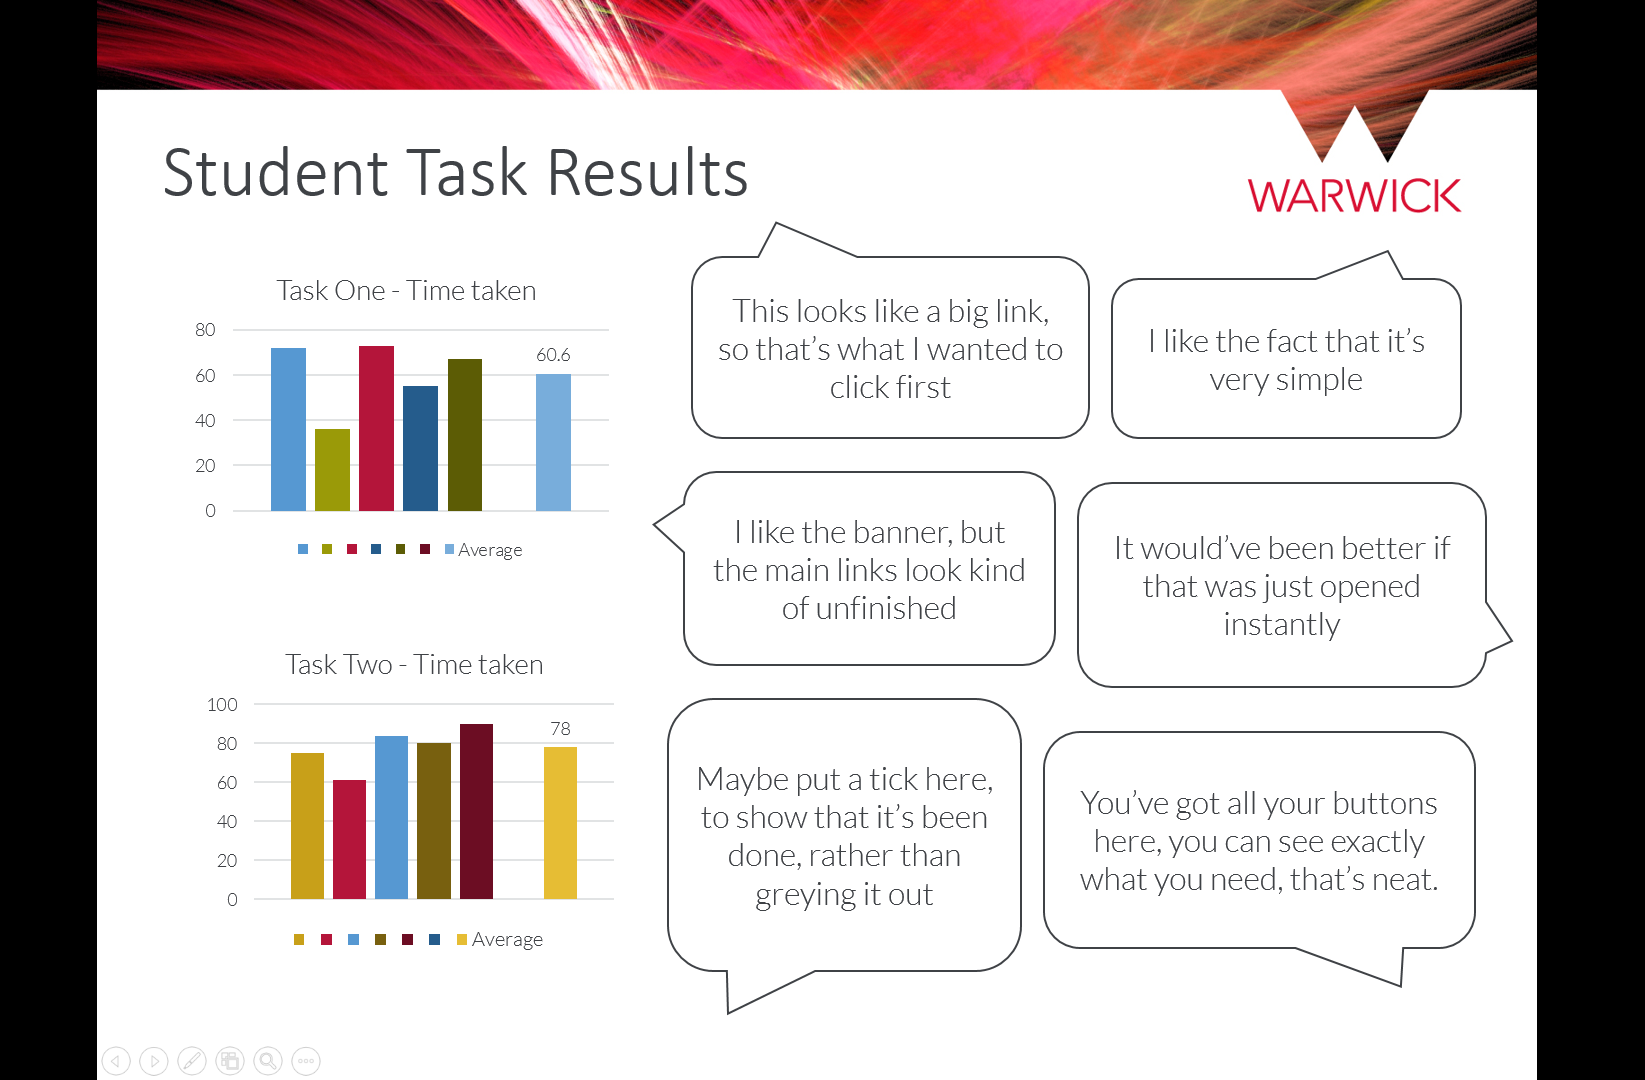 Student Task Results
WARWICK
Task One - Time taken
80
60
40
20
0
60.6
Average
Task Two - Time taken
100
80
60
40
20
0
78
Average
This looks like a big link,
so that’s what I wanted to
click first
I like the fact that it’s
very simple
I like the banner, but
the main links look kind
of unfinished
It would’ve been better if
that was just opened
instantly
Maybe put a tick here,
to show that it’s been
done, rather than
greying it out
You’ve got all your buttons
here, you can see exactly
what you need, that’s neat.